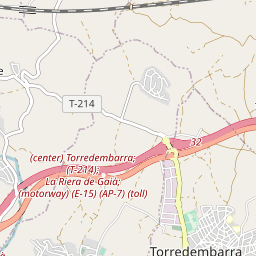 e
T-214
32
(center) Torredembarra;
(T-214);
La Riera de Gaià;
(motorway) (E-15) (AP-7) (toll)
Torredembarra